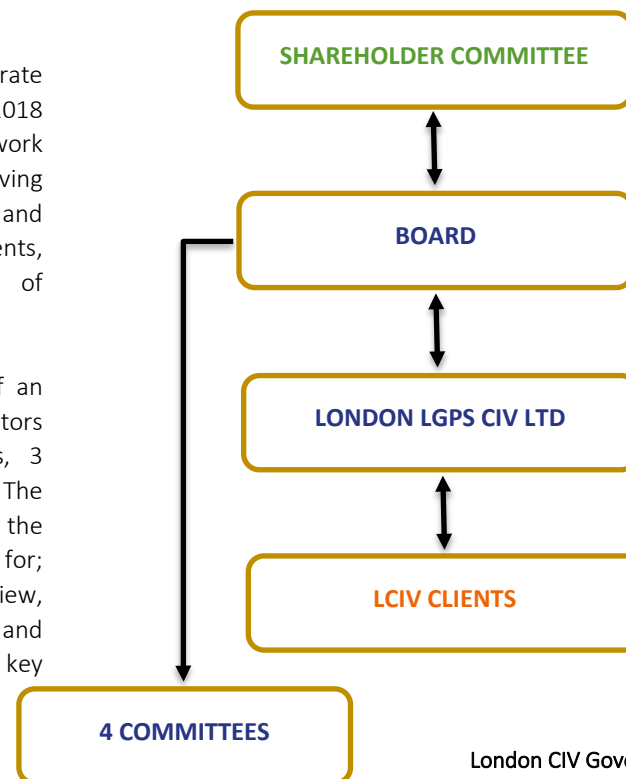 rate
018
work
ving
and
ents,
of
f an
tors
s, 3
The
the
for;
iew,
and
key
SHAREHOLDER COMMITTEE
BOARD
LONDON LGPS CIV LTD
LCIV CLIENTS
4 COMMITTEES
London CIV Gove